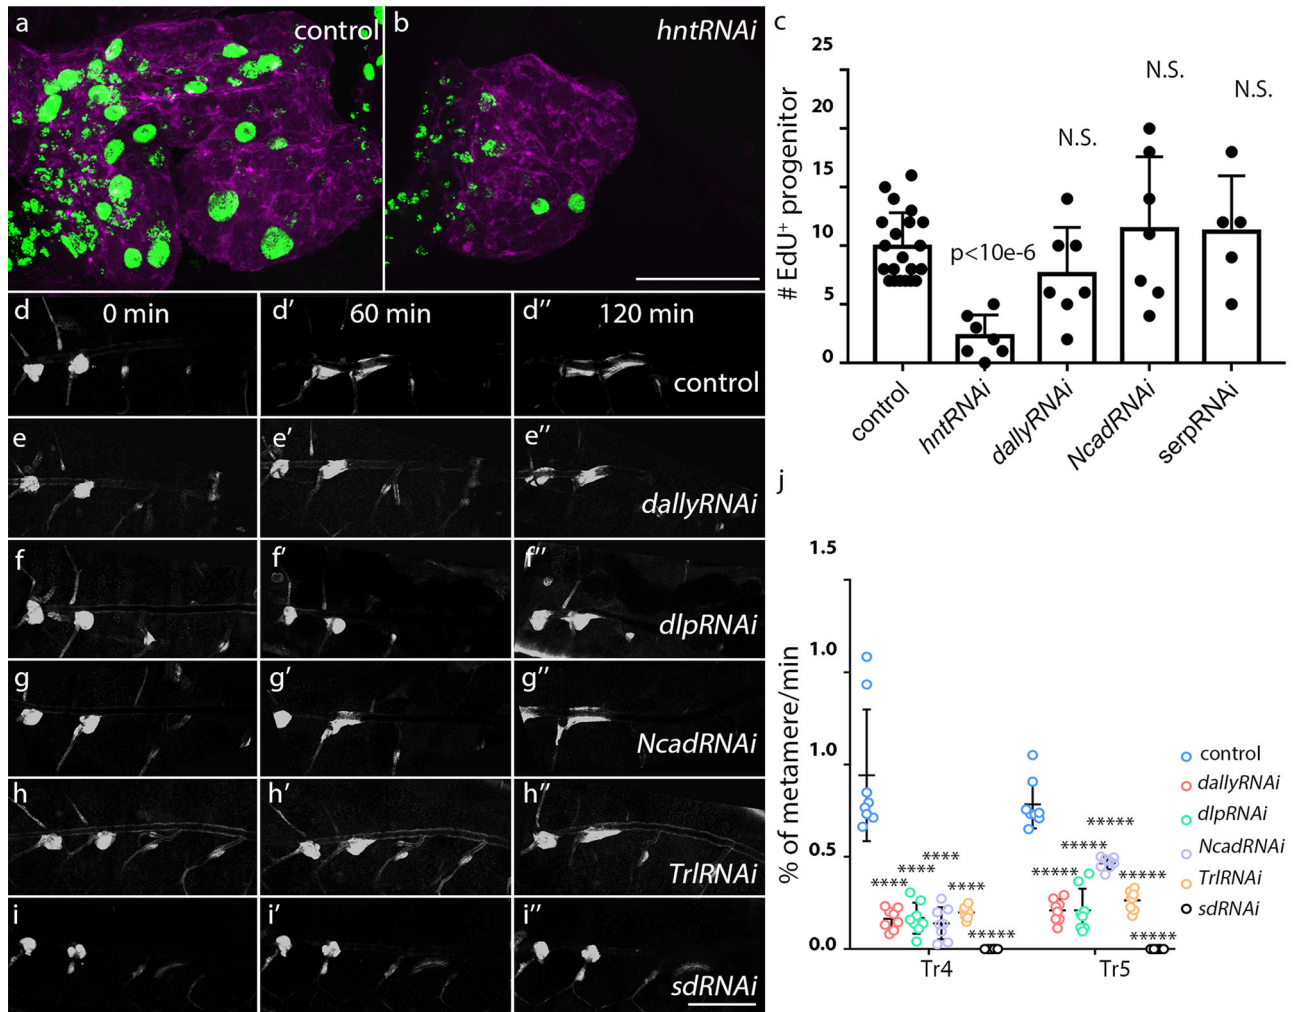 a control
b hntRNAi
c
25
20
15
10
5
0
# EdU+ progenitor
p<10e-6
N.S.
N.S.
N.S.
control
hntRNAi
dallyRNAi
NcadRNAi
serpRNAi
d 0 min
d′ 60 min
d″ 120 min
control
e
e′
e″
dallyRNAi
f
f′
f″
dlpRNAi
g
g′
g″
NcadRNAi
h
h′
h″
TrlRNAi
i
i′
i″
sdRNAi
j
1.5
1.0
1.0
0.5
0.0
% of metamere/min
****
****
****
****
*****
*****
*****
*****
*****
*****
Tr4
Tr5
control
dallyRNAi
dlpRNAi
NcadRNAi
TrlRNAi
sdRNAi